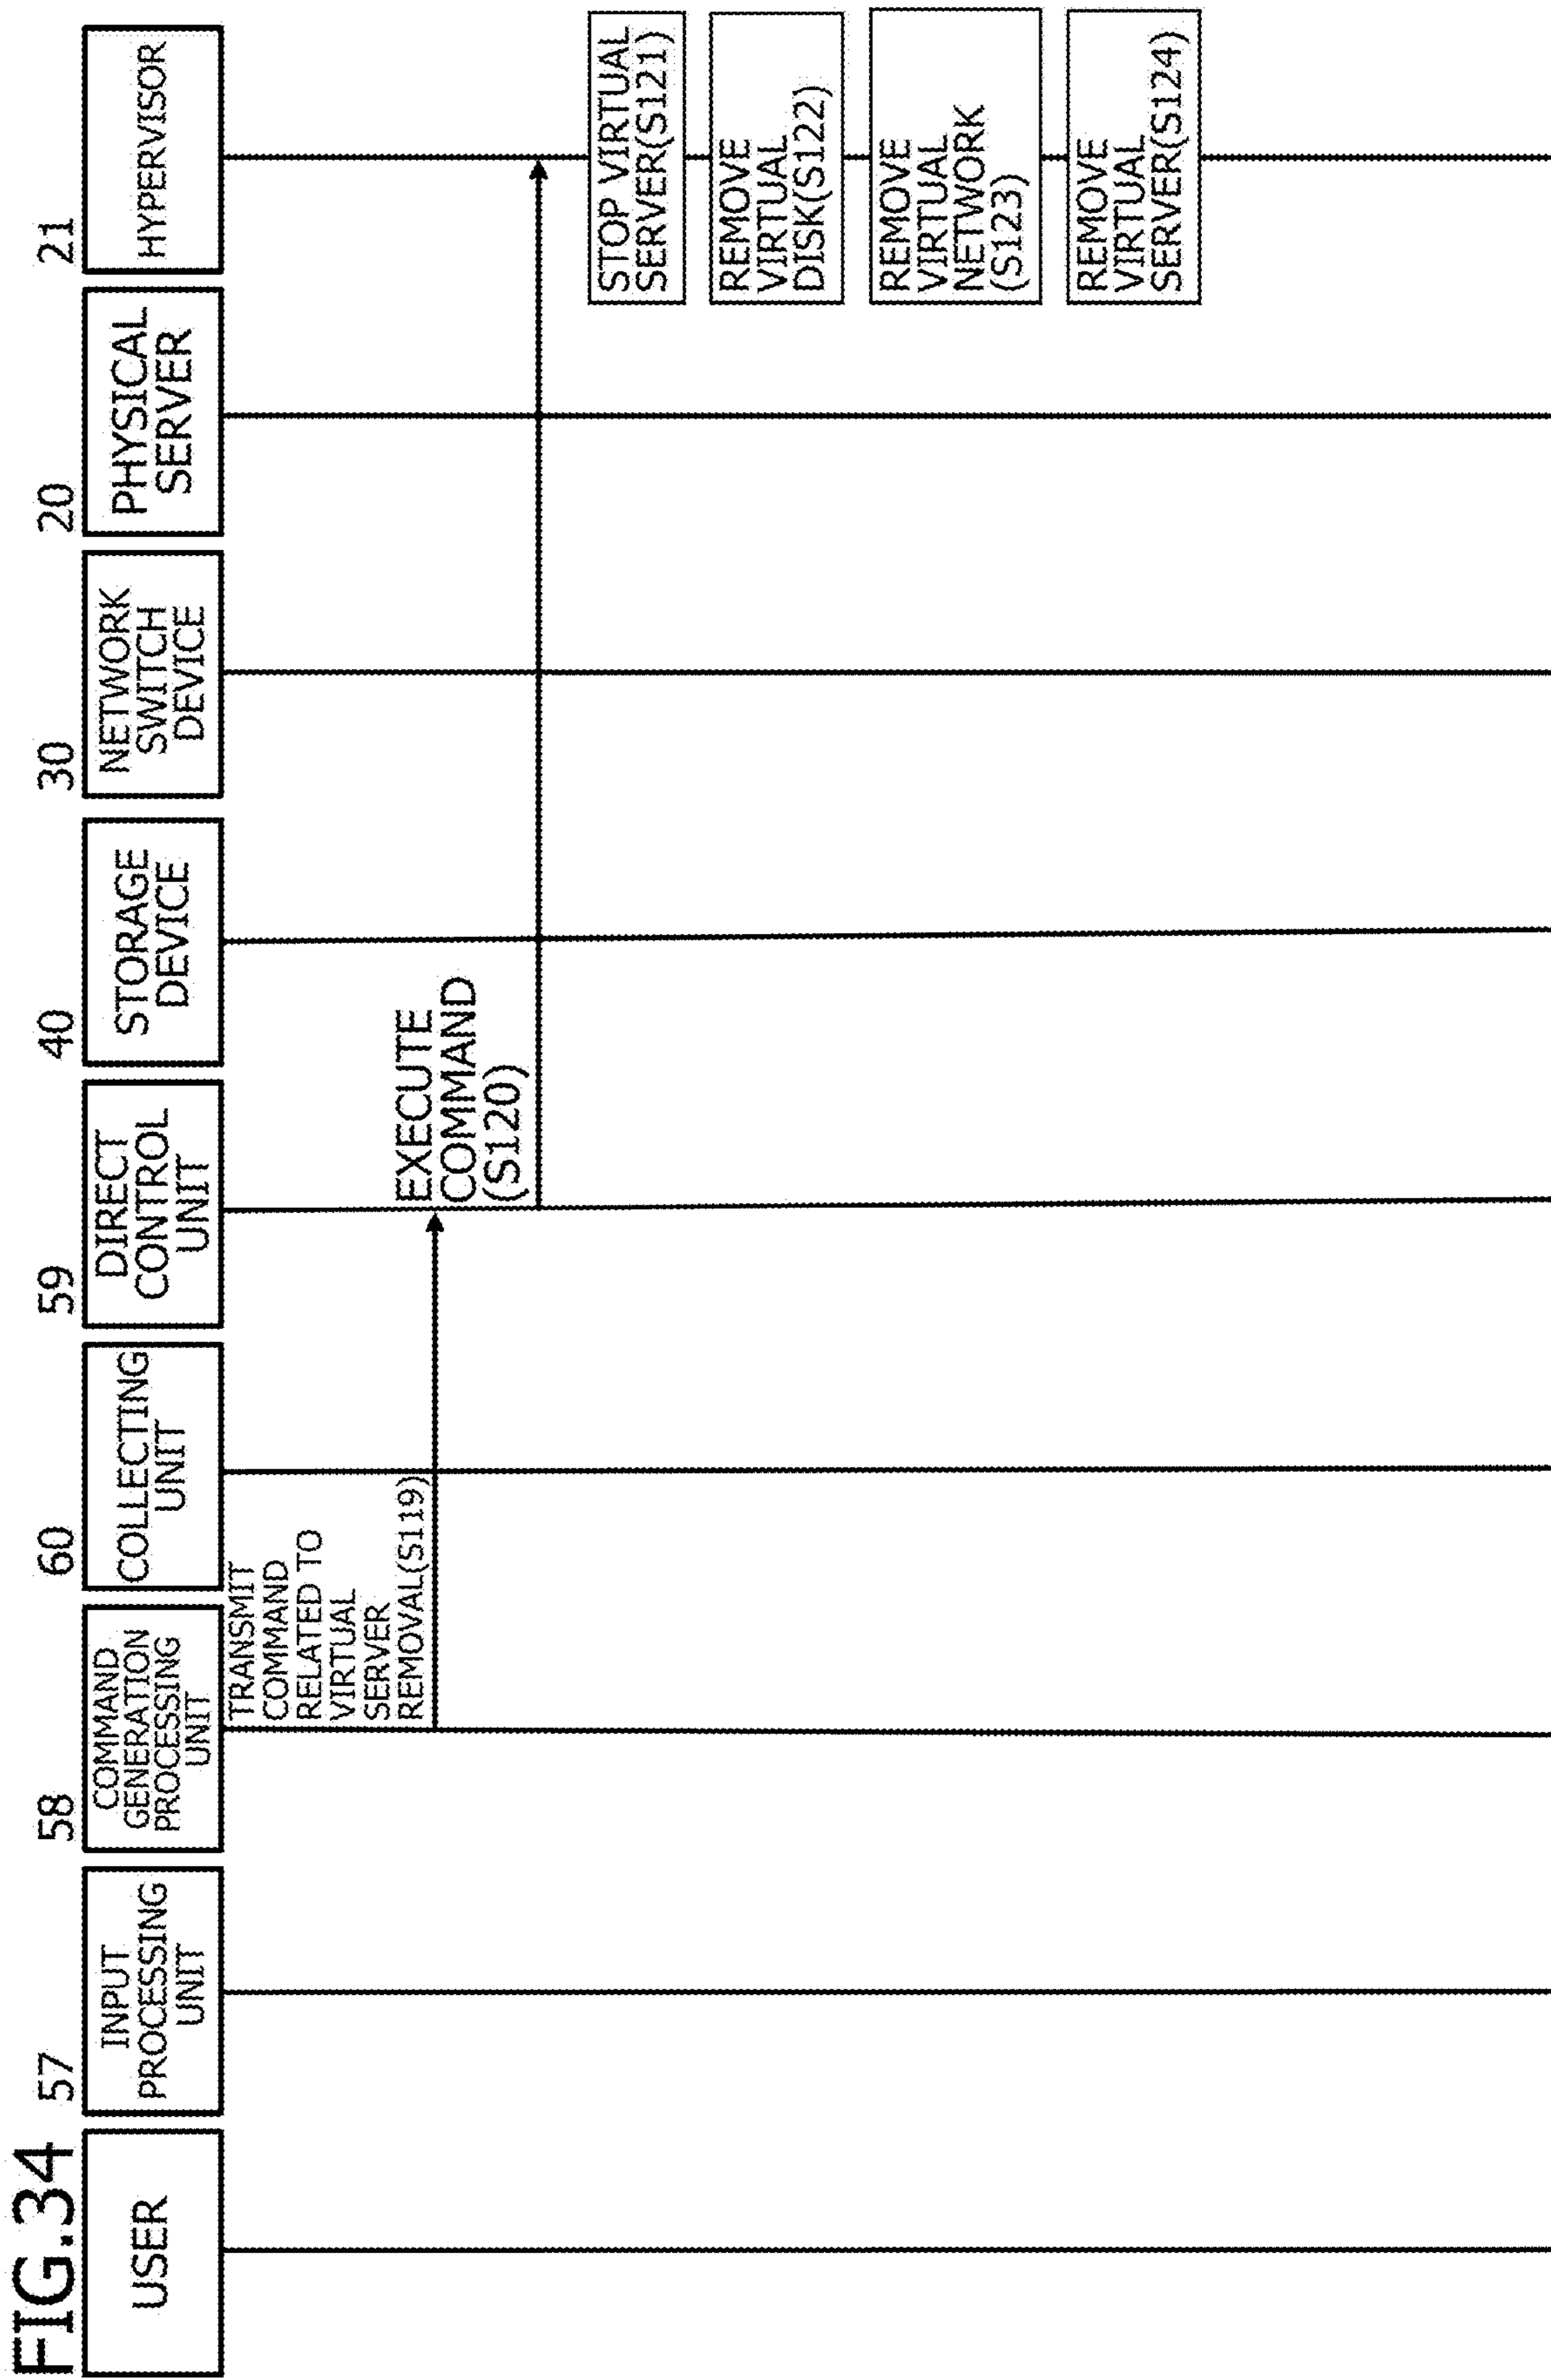 FIG.34
USER
57
INPUT
PROCESSING
UNIT
58
COMMAND
GENERATION
PROCESSING
UNIT
60
COLLECTING
UNIT
59
DIRECT
CONTROL
UNIT
40
STORAGE
DEVICE
30
NETWORK
SWITCH
DEVICE
20
PHYSICAL
SERVER
21
HYPERVISOR
TRANSMIT
COMMAND
RELATED TO
VIRTUAL
SERVER
REMOVAL(S119)
EXECUTE
COMMAND
(S120)
STOP VIRTUAL
SERVER(S121)
REMOVE
VIRTUAL
DISK(S122)
REMOVE
VIRTUAL
NETWORK
(S123)
REMOVE
VIRTUAL
SERVER(S124)